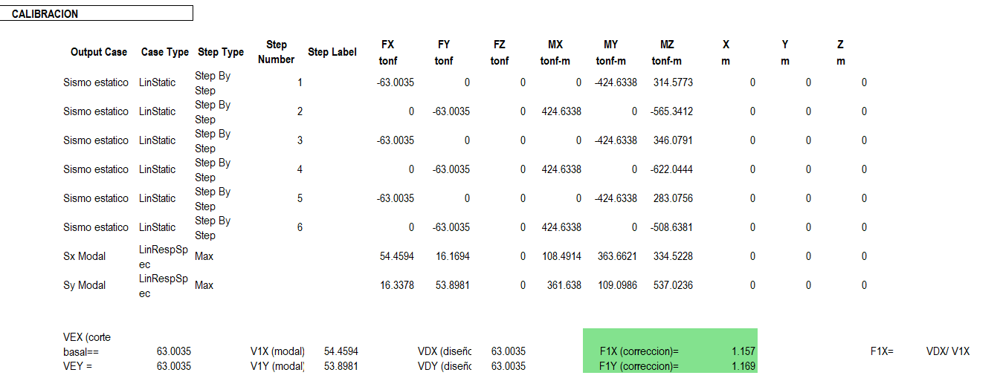 CALIBRACION
Output Case Case Type Step Type Step Number Step Label FX FY FZ MX MY MZ X Y Z
tonf tonf tonf tonf-m tonf-m tonf-m m m m
Sismo estatico LinStatic Step By Step 1 -63.0035 0 0 0 -424.6338 314.5773 0 0 0
Sismo estatico LinStatic Step By Step 2 0 -63.0035 0 424.6338 0 -565.3412 0 0 0
Sismo estatico LinStatic Step By Step 3 -63.0035 0 0 0 -424.6338 346.0791 0 0 0
Sismo estatico LinStatic Step By Step 4 0 -63.0035 0 424.6338 0 -622.0444 0 0 0
Sismo estatico LinStatic Step By Step 5 -63.0035 0 0 0 -424.6338 283.0756 0 0 0
Sismo estatico LinStatic Step By Step 6 0 -63.0035 0 424.6338 0 -508.6381 0 0 0
Sx Modal LinRespSpec Max 54.4594 16.1694 0 108.4914 363.6621 334.5228 0 0 0
Sy Modal LinRespSpec Max 16.3378 53.8981 0 361.638 109.0986 537.0236 0 0 0
VEX (corte
basal== 63.0035 V1X (modal) 54.4594 VDX (diseño 63.0035 F1X (correccion)= 1.157 F1X= VDX/ V1X
VEY = 63.0035 V1Y (modal) 53.8981 VDY (diseño 63.0035 F1Y (correccion)= 1.169